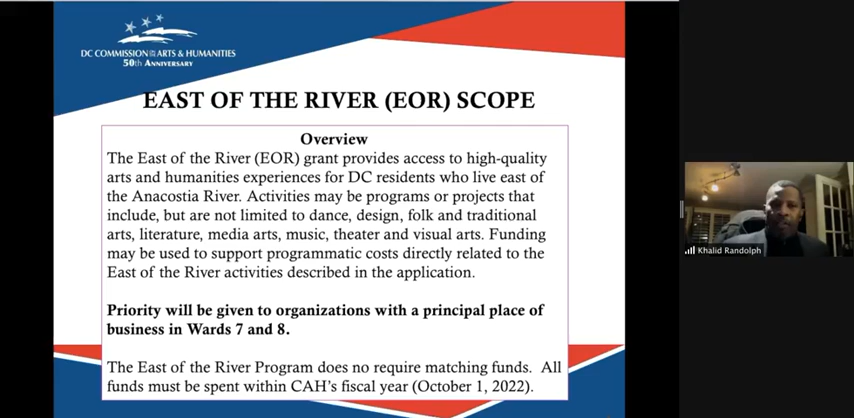 DC COMMISSION ON THE ARTS & HUMANITIES
50th ANNIVERSARY
EAST OF THE RIVER (EOR) SCOPE
Overview
The East of the River (EOR) grant provides access to high-quality
arts and humanities experiences for DC residents who live east of
the Anacostia River. Activities may be programs or projects that
include, but are not limited to dance, design, folk and traditional
arts, literature, media arts, music, theater and visual arts. Funding
may be used to support programmatic costs directly related to the
East of the River activities described in the application.
Priority will be given to organizations with a principal place of
business in Wards 7 and 8.
The East of the River Program does no require matching funds. All
funds must be spent within CAH's fiscal year (October 1, 2022).
Khalid Randolph